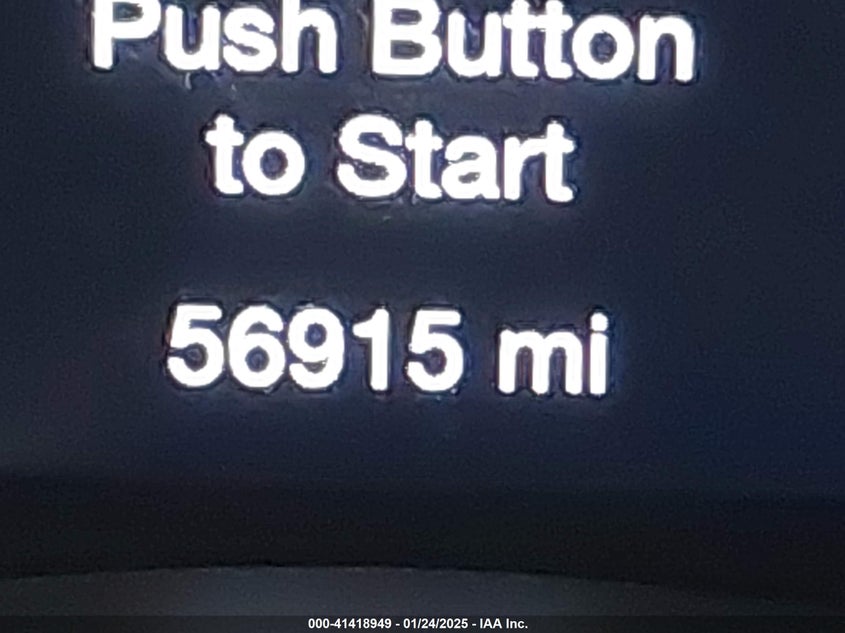 Push Button
to Start
56915 mi
000-41418949 - 01/24/2025 - IAA Inc.